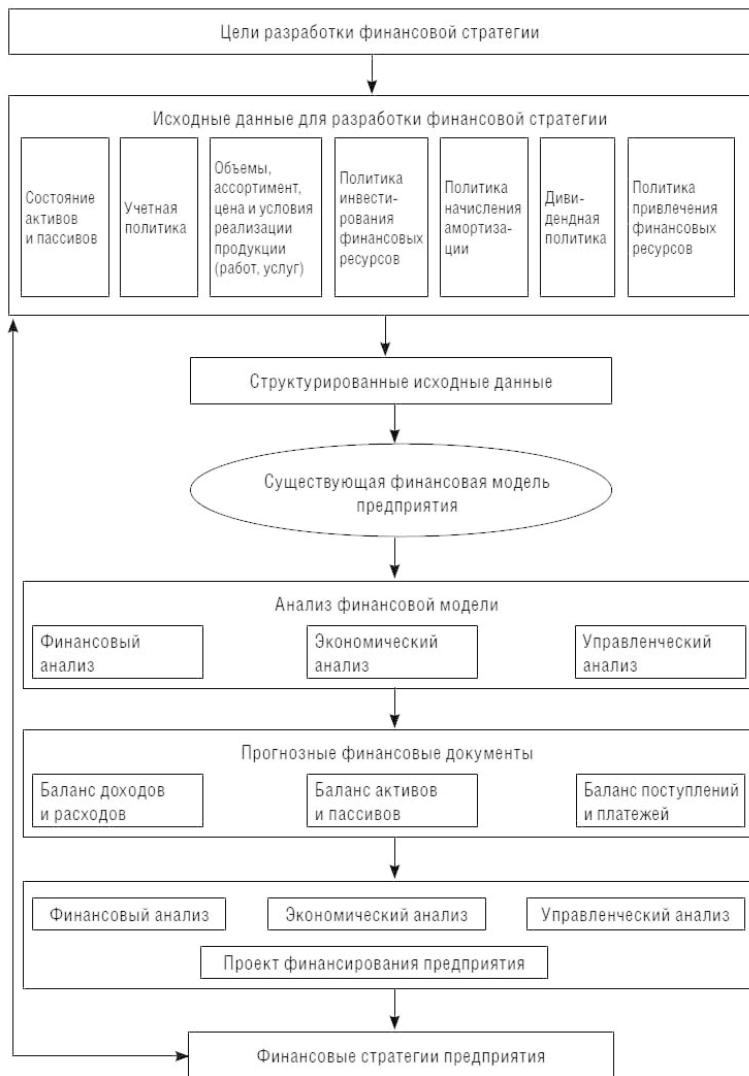 Цели разработки финансовой стратегии
Исходные данные для разработки финансовой стратегии
Состояние
активов
и пассивов
Учетная
политика
Объемы,
ассортимент,
цена и условия
реализации
продукции
(работ, услуг)
Политика
инвести-
рования
финансовых
ресурсов
Политика
начисления
амортиза-
ции
Диви-
дендная
политика
Политика
привлечения
финансовых
ресурсов
Структурированные исходные данные
Существующая финансовая модель
предприятия
Анализ финансовой модели
Финансовый
анализ
Экономический
анализ
Управленческий
анализ
Прогнозные финансовые документы
Баланс доходов
и расходов
Баланс активов
и пассивов
Баланс поступлений
и платежей
Финансовый анализ
Экономический анализ
Управленческий анализ
Проект финансирования предприятия
Финансовые стратегии предприятия